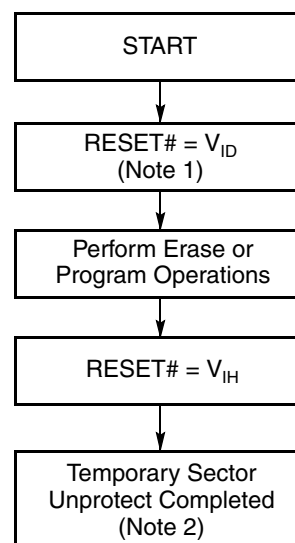 START
RESET# = VID
(Note 1)
Perform Erase or
Program Operations
RESET# = VIH
Temporary Sector
Unprotect Completed
(Note 2)